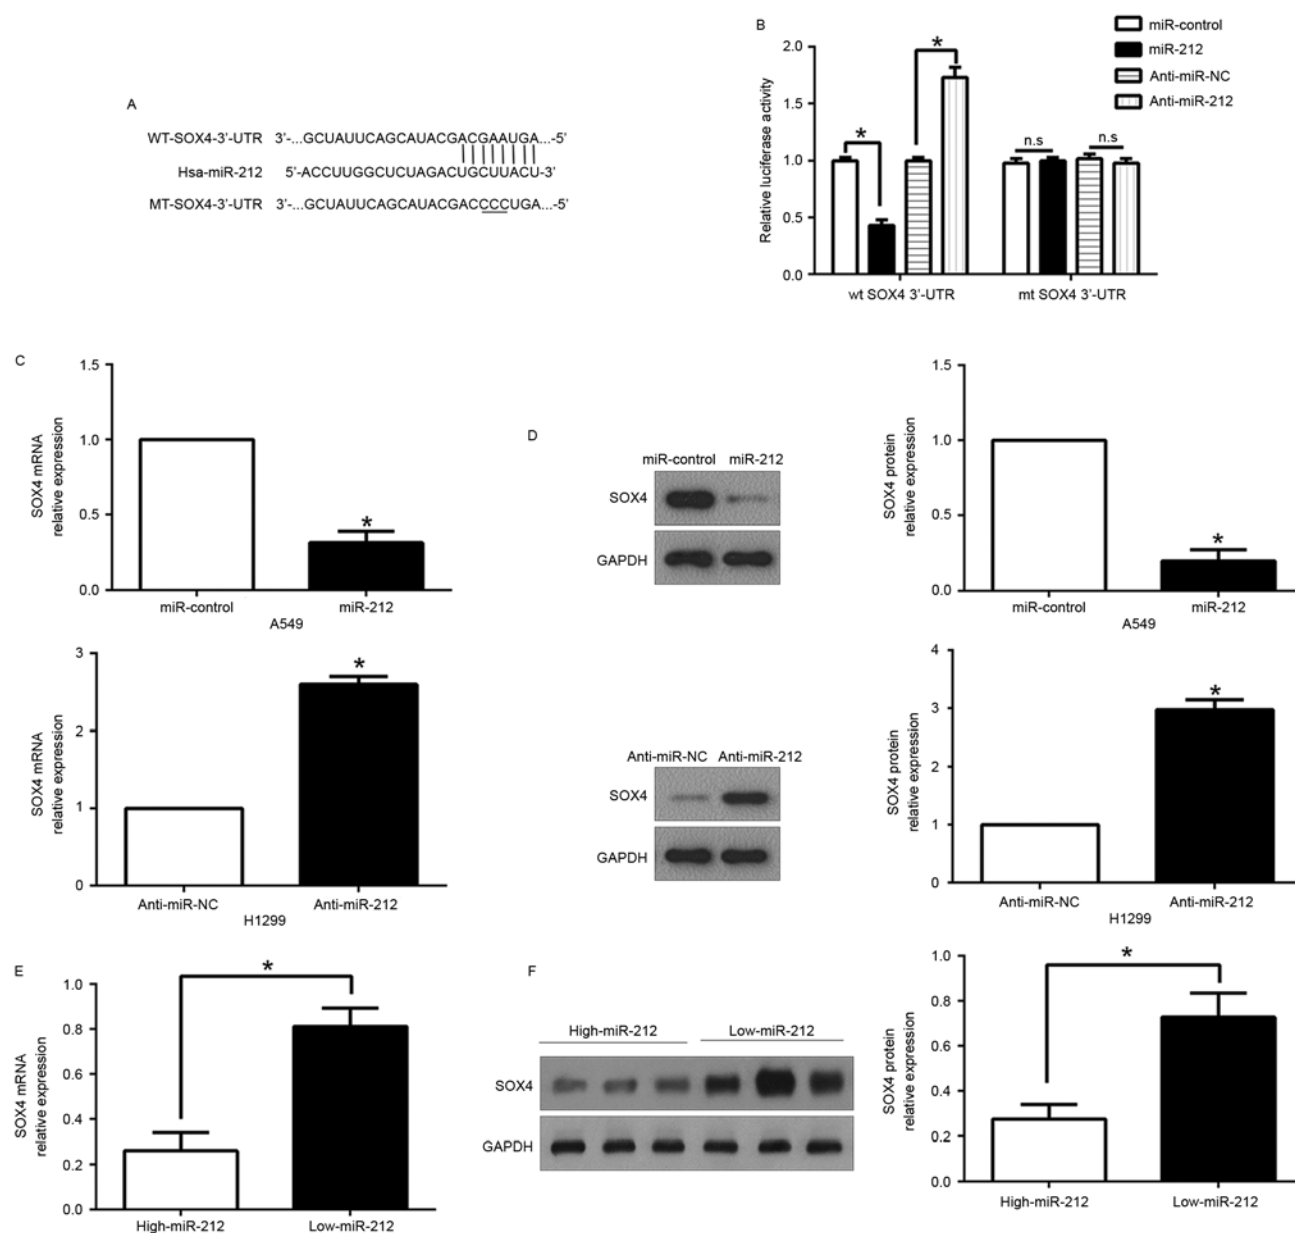 A
WT-SOX4-3'-UTR 3'-...GCUAUUCAGCAUACGACGAAUGA...-5'
Hsa-miR-212 5'-ACCUUGGCUCUAGACUGCUUACU-3'
MT-SOX4-3'-UTR 3'-...GCUAUUCAGCAUACGACCCCUGA...-5'
B
miR-control
miR-212
Anti-miR-NC
Anti-miR-212
Relative luciferase activity
2.0
1.5
1.0
0.5
0.0
*
*
n.s
n.s
wt SOX4 3'-UTR
mt SOX4 3'-UTR
C
SOX4 mRNA
relative expression
1.5
1.0
0.5
0.0
*
miR-control
miR-212
A549
SOX4 mRNA
relative expression
3
2
1
0
*
Anti-miR-NC
Anti-miR-212
H1299
D
miR-control miR-212
SOX4
GAPDH
SOX4 protein
relative expression
1.5
1.0
0.5
0.0
*
miR-control
miR-212
A549
Anti-miR-NC Anti-miR-212
SOX4
GAPDH
SOX4 protein
relative expression
4
3
2
1
0
*
Anti-miR-NC
Anti-miR-212
H1299
E
SOX4 mRNA
relative expression
1.0
0.8
0.6
0.4
0.2
0.0
*
High-miR-212
Low-miR-212
F
High-miR-212
Low-miR-212
SOX4
GAPDH
SOX4 protein
relative expression
1.0
0.8
0.6
0.4
0.2
0.0
*
High-miR-212
Low-miR-212